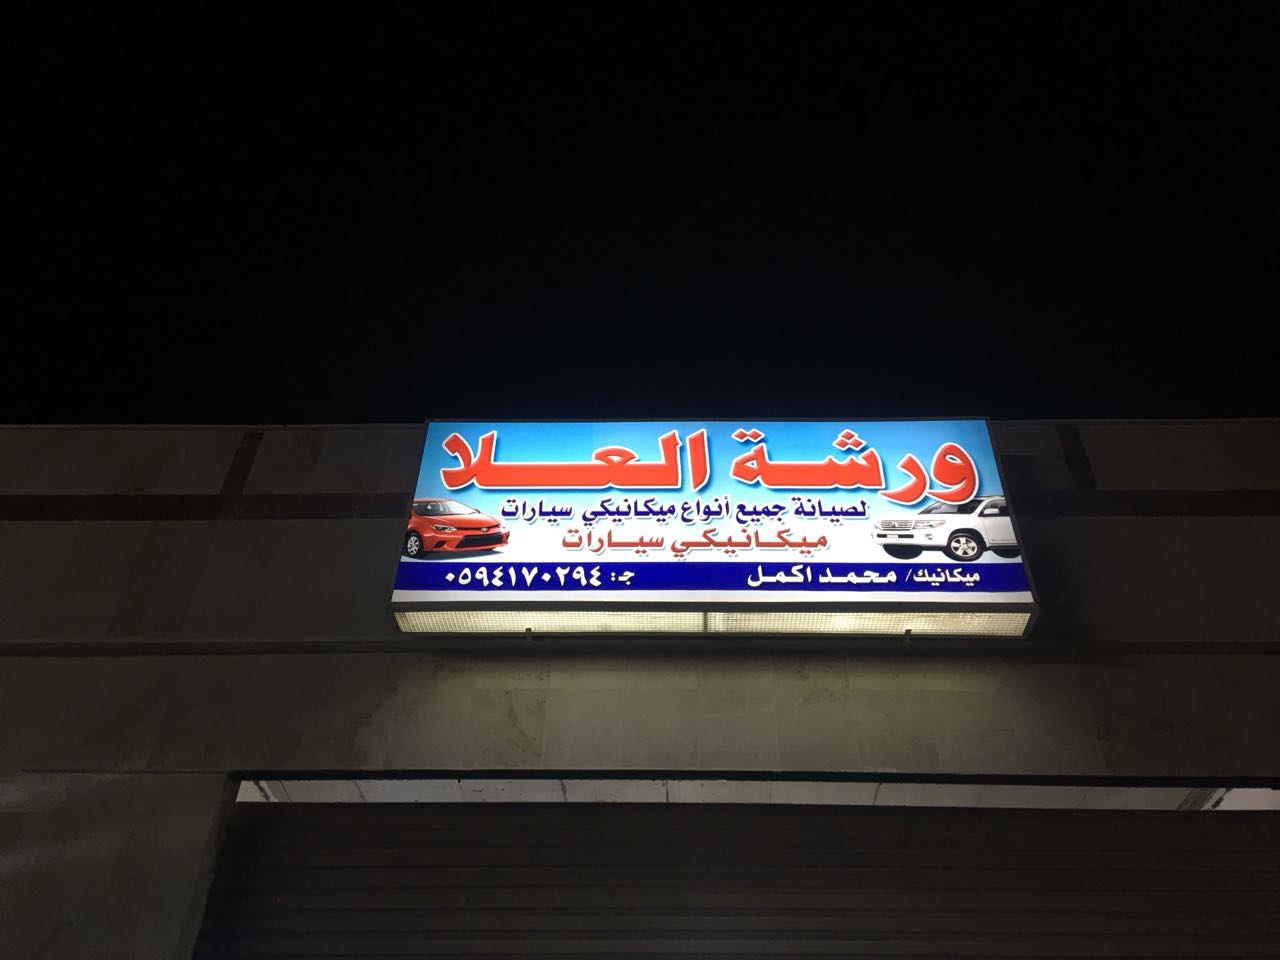 ورشة العلا
لصيانة جميع أنواع ميكانيكي سيارات
ميكانيكي سيارات
ميكانيك/ محمد اكمل ج: ٠٥٩٤١٧٠٢٩٤